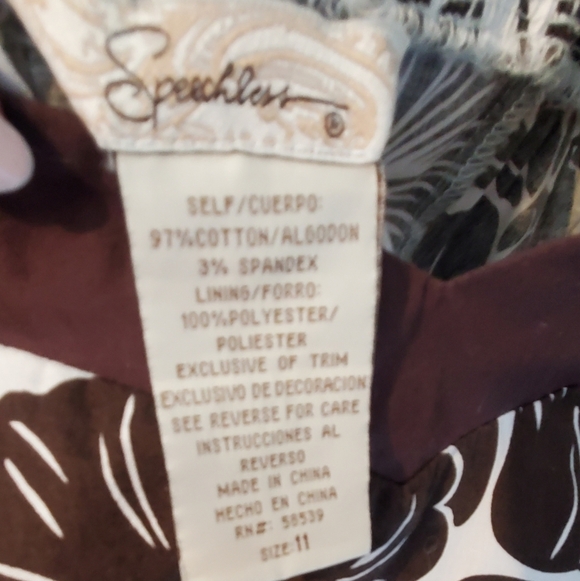 Speechless ®
SELF/CUERPO:
97%COTTON/ALGODON
3% SPANDEX
LINING/FORRO:
100%POLYESTER/
POLIESTER
EXCLUSIVE OF TRIM
EXCLUSIVO DE DECORACION
SEE REVERSE FOR CARE
INSTRUCCIONES AL
REVERSO
MADE IN CHINA
HECHO EN CHINA
RN#: 58539
SIZE:11